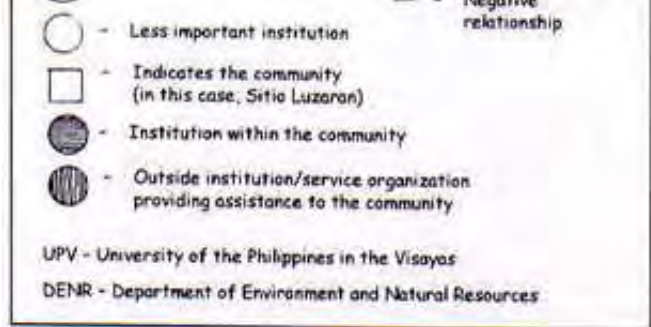 Negative
relationship
- Less important institution
- Indicates the community
(in this case, Sitio Luzaran)
- Institution within the community
- Outside institution/service organization
providing assistance to the community
UPV - University of the Philippines in the Visayas
DENR - Department of Environment and Natural Resources